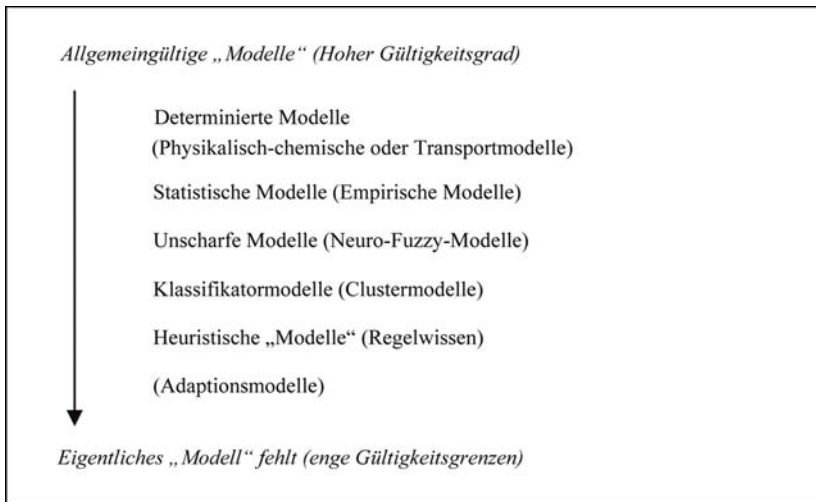 Allgemeingültige „Modelle“ (Hoher Gültigkeitsgrad)
Determinierte Modelle
(Physikalisch-chemische oder Transportmodelle)
Statistische Modelle (Empirische Modelle)
Unscharfe Modelle (Neuro-Fuzzy-Modelle)
Klassifikatormodelle (Clustermodelle)
Heuristische „Modelle“ (Regelwissen)
(Adaptionsmodelle)
Eigentliches „Modell“ fehlt (enge Gültigkeitsgrenzen)